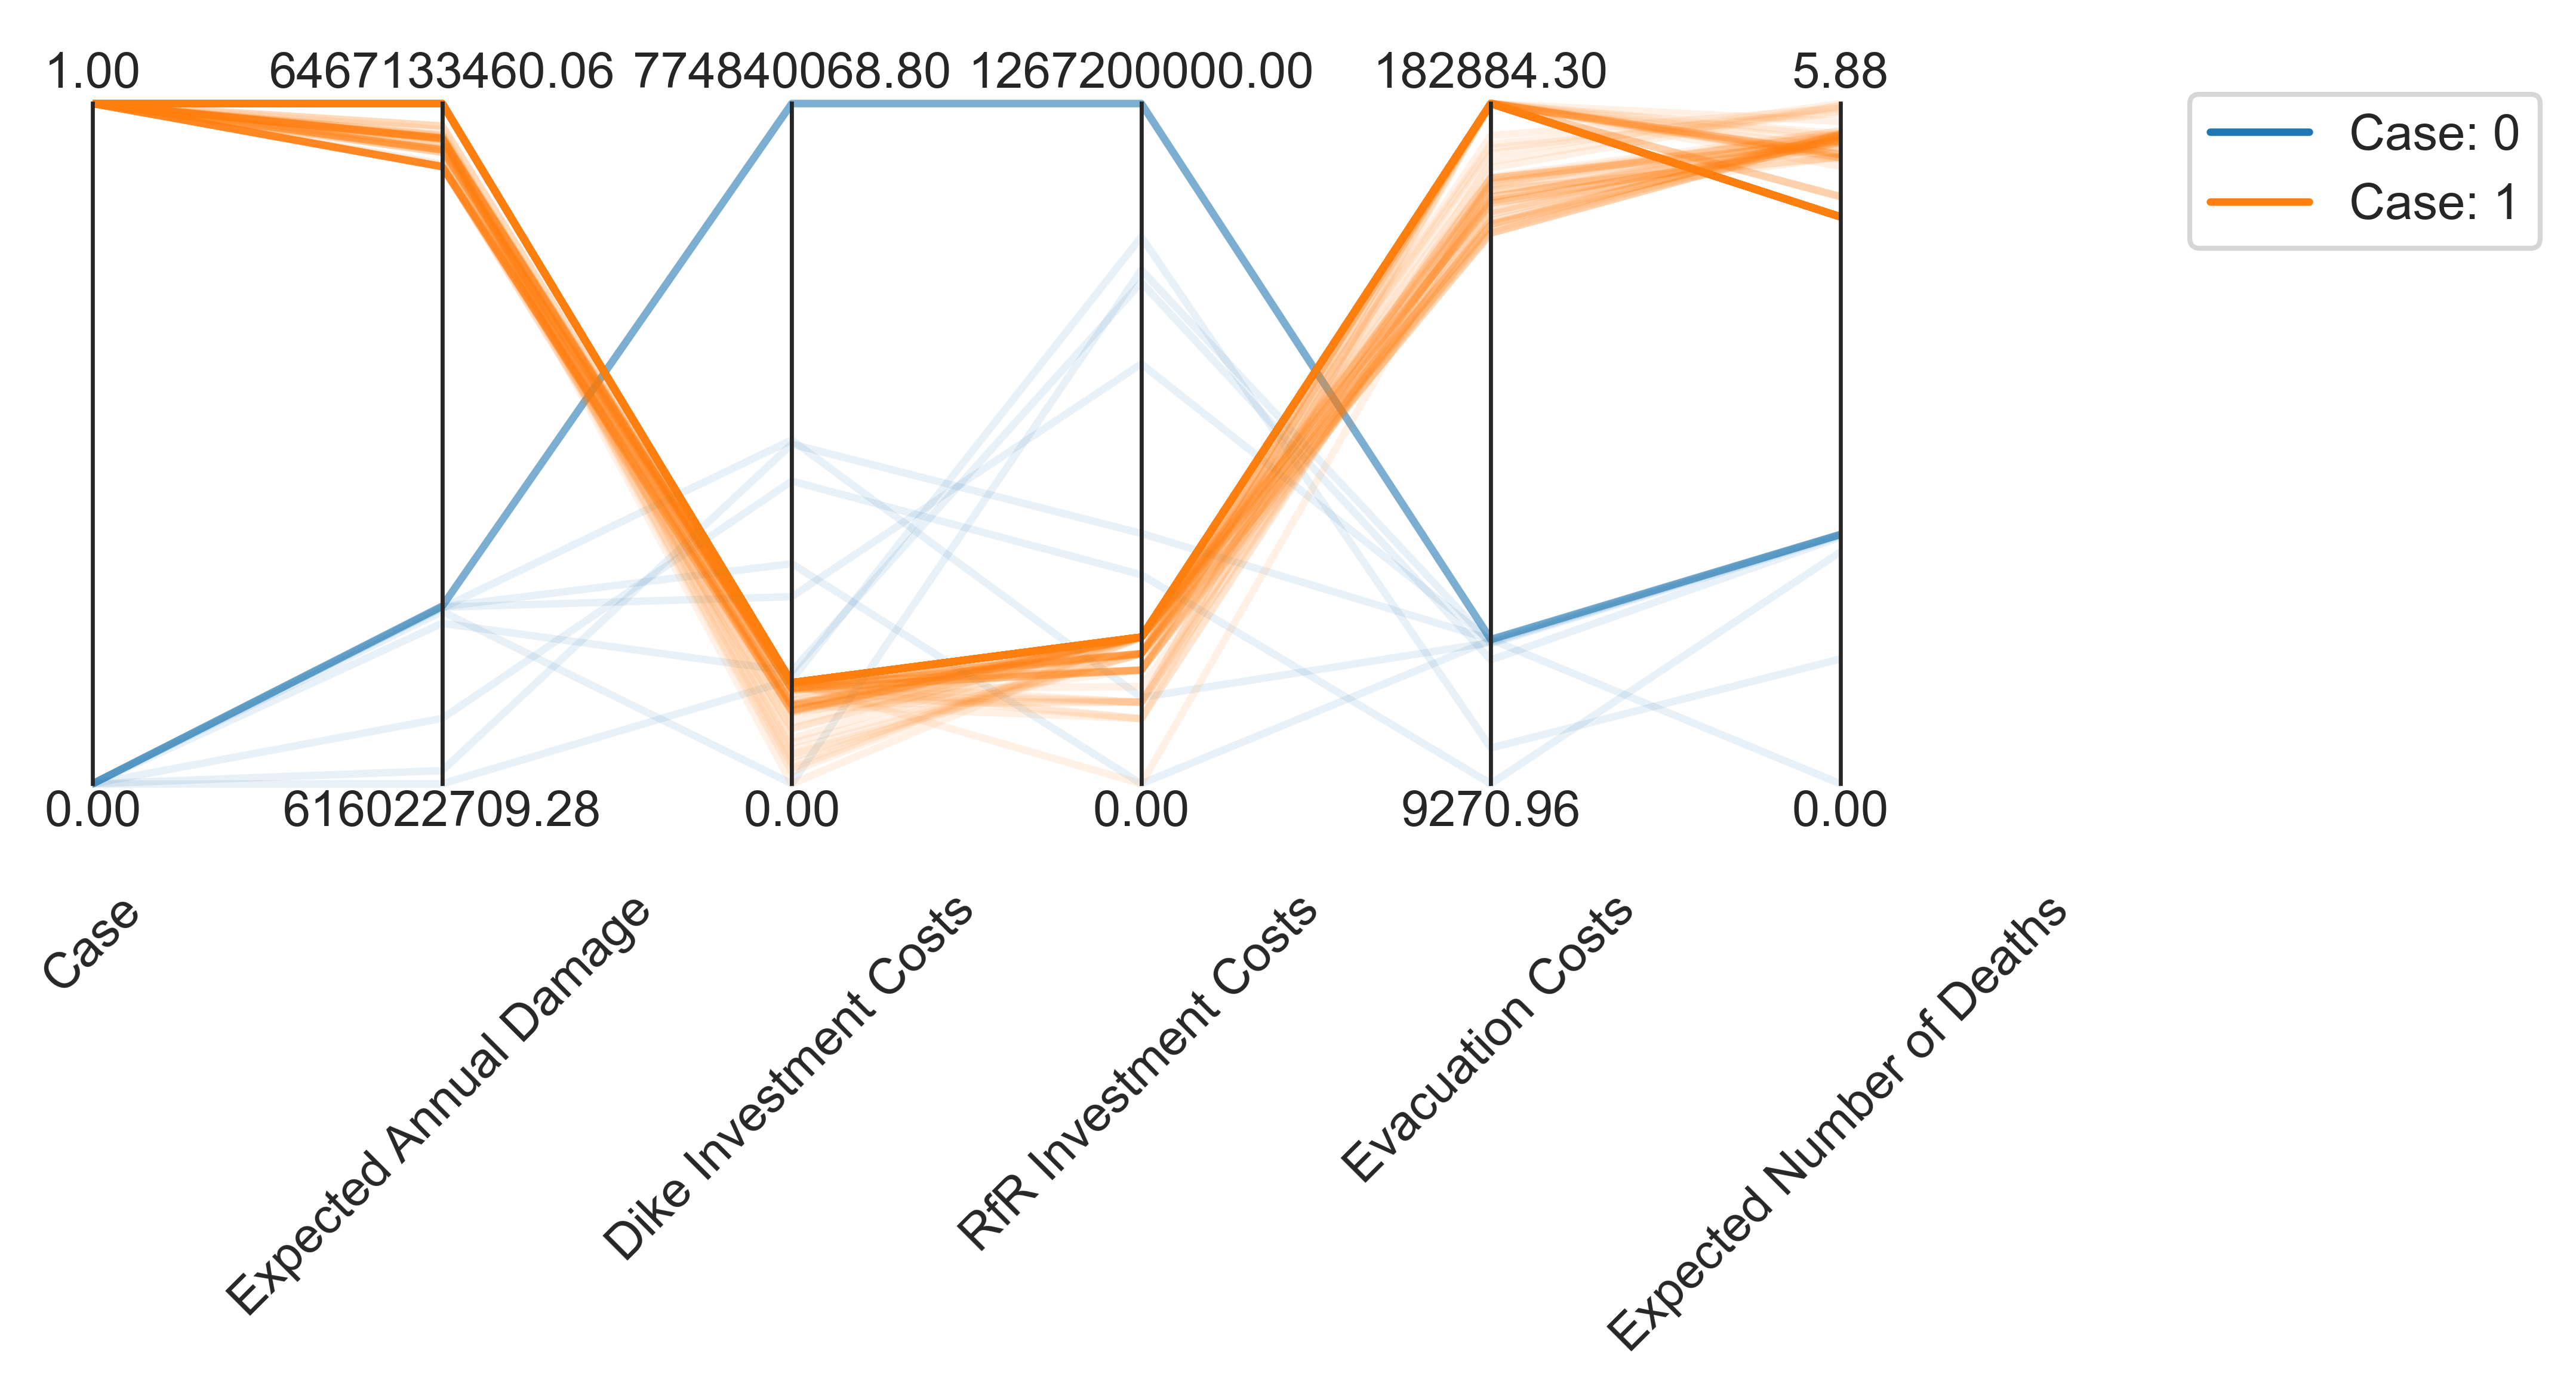 1.00
6467133460.06
774840068.80
1267200000.00
182884.30
5.88
Case: 0
Case: 1
0.00
616022709.28
0.00
0.00
9270.96
0.00
Case
Expected Annual Damage
Dike Investment Costs
RfR Investment Costs
Evacuation Costs
Expected Number of Deaths